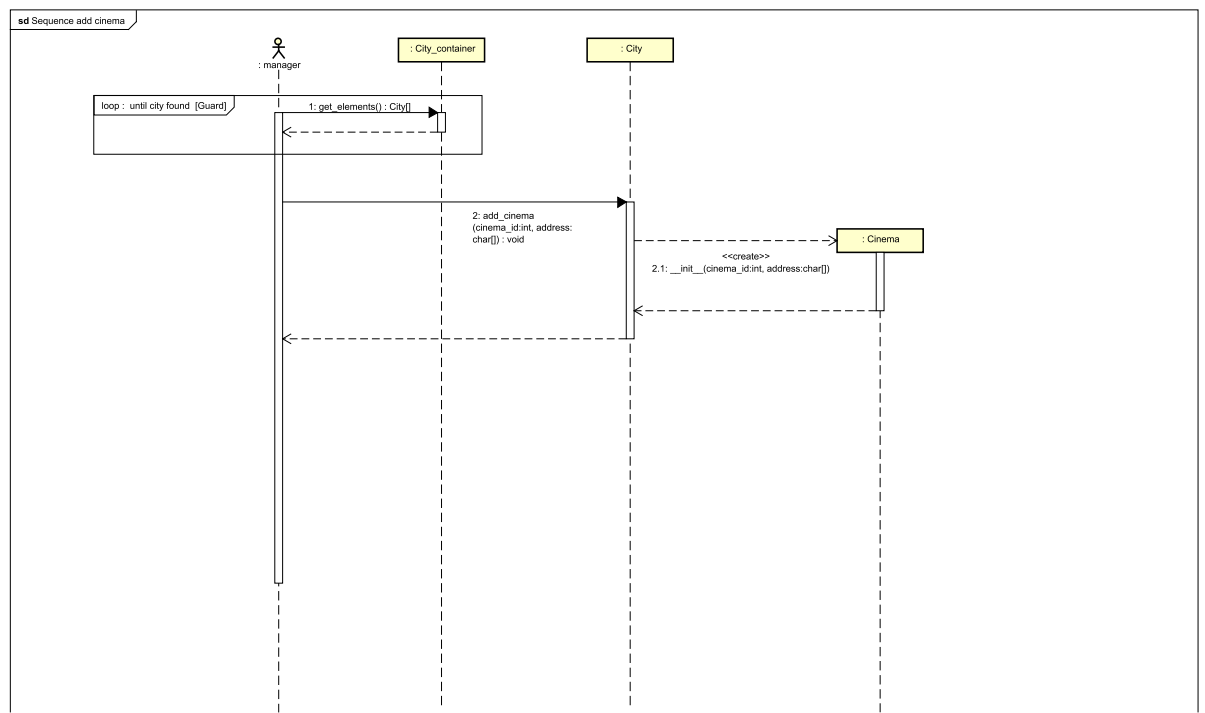 sd Sequence add cinema
: manager
: City_container
: City
loop : until city found [Guard]
1: get_elements() : City[]
2: add_cinema
(cinema_id:int, address:
char[]) : void
: Cinema
<<create>>
2.1: __init__(cinema_id:int, address:char[])